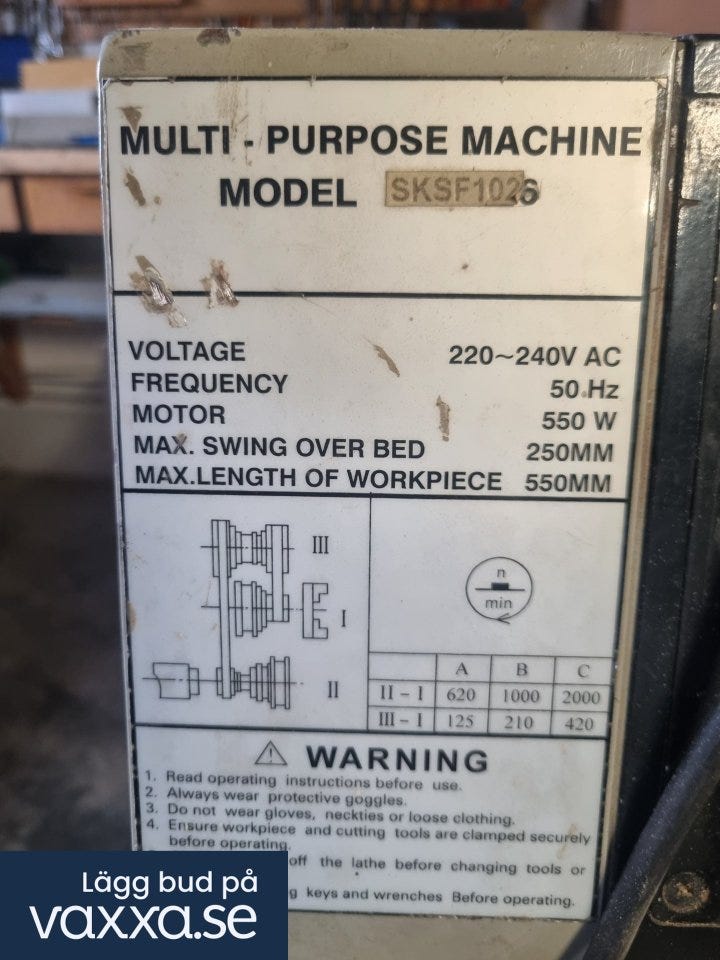 MULTI - PURPOSE MACHINE
MODEL SKSF1026
VOLTAGE 220~240V AC
FREQUENCY 50 Hz
MOTOR 550 W
MAX. SWING OVER BED 250MM
MAX.LENGTH OF WORKPIECE 550MM
III
I
II
n
min
A B C
II - I 620 1000 2000
III - I 125 210 420
WARNING
1. Read operating instructions before use.
2. Always wear protective goggles.
3. Do not wear gloves, neckties or loose clothing.
4. Ensure workpiece and cutting tools are clamped securely
before operating.
off the lathe before changing tools or
keys and wrenches Before operating.
Lägg bud på
vaxxa.se